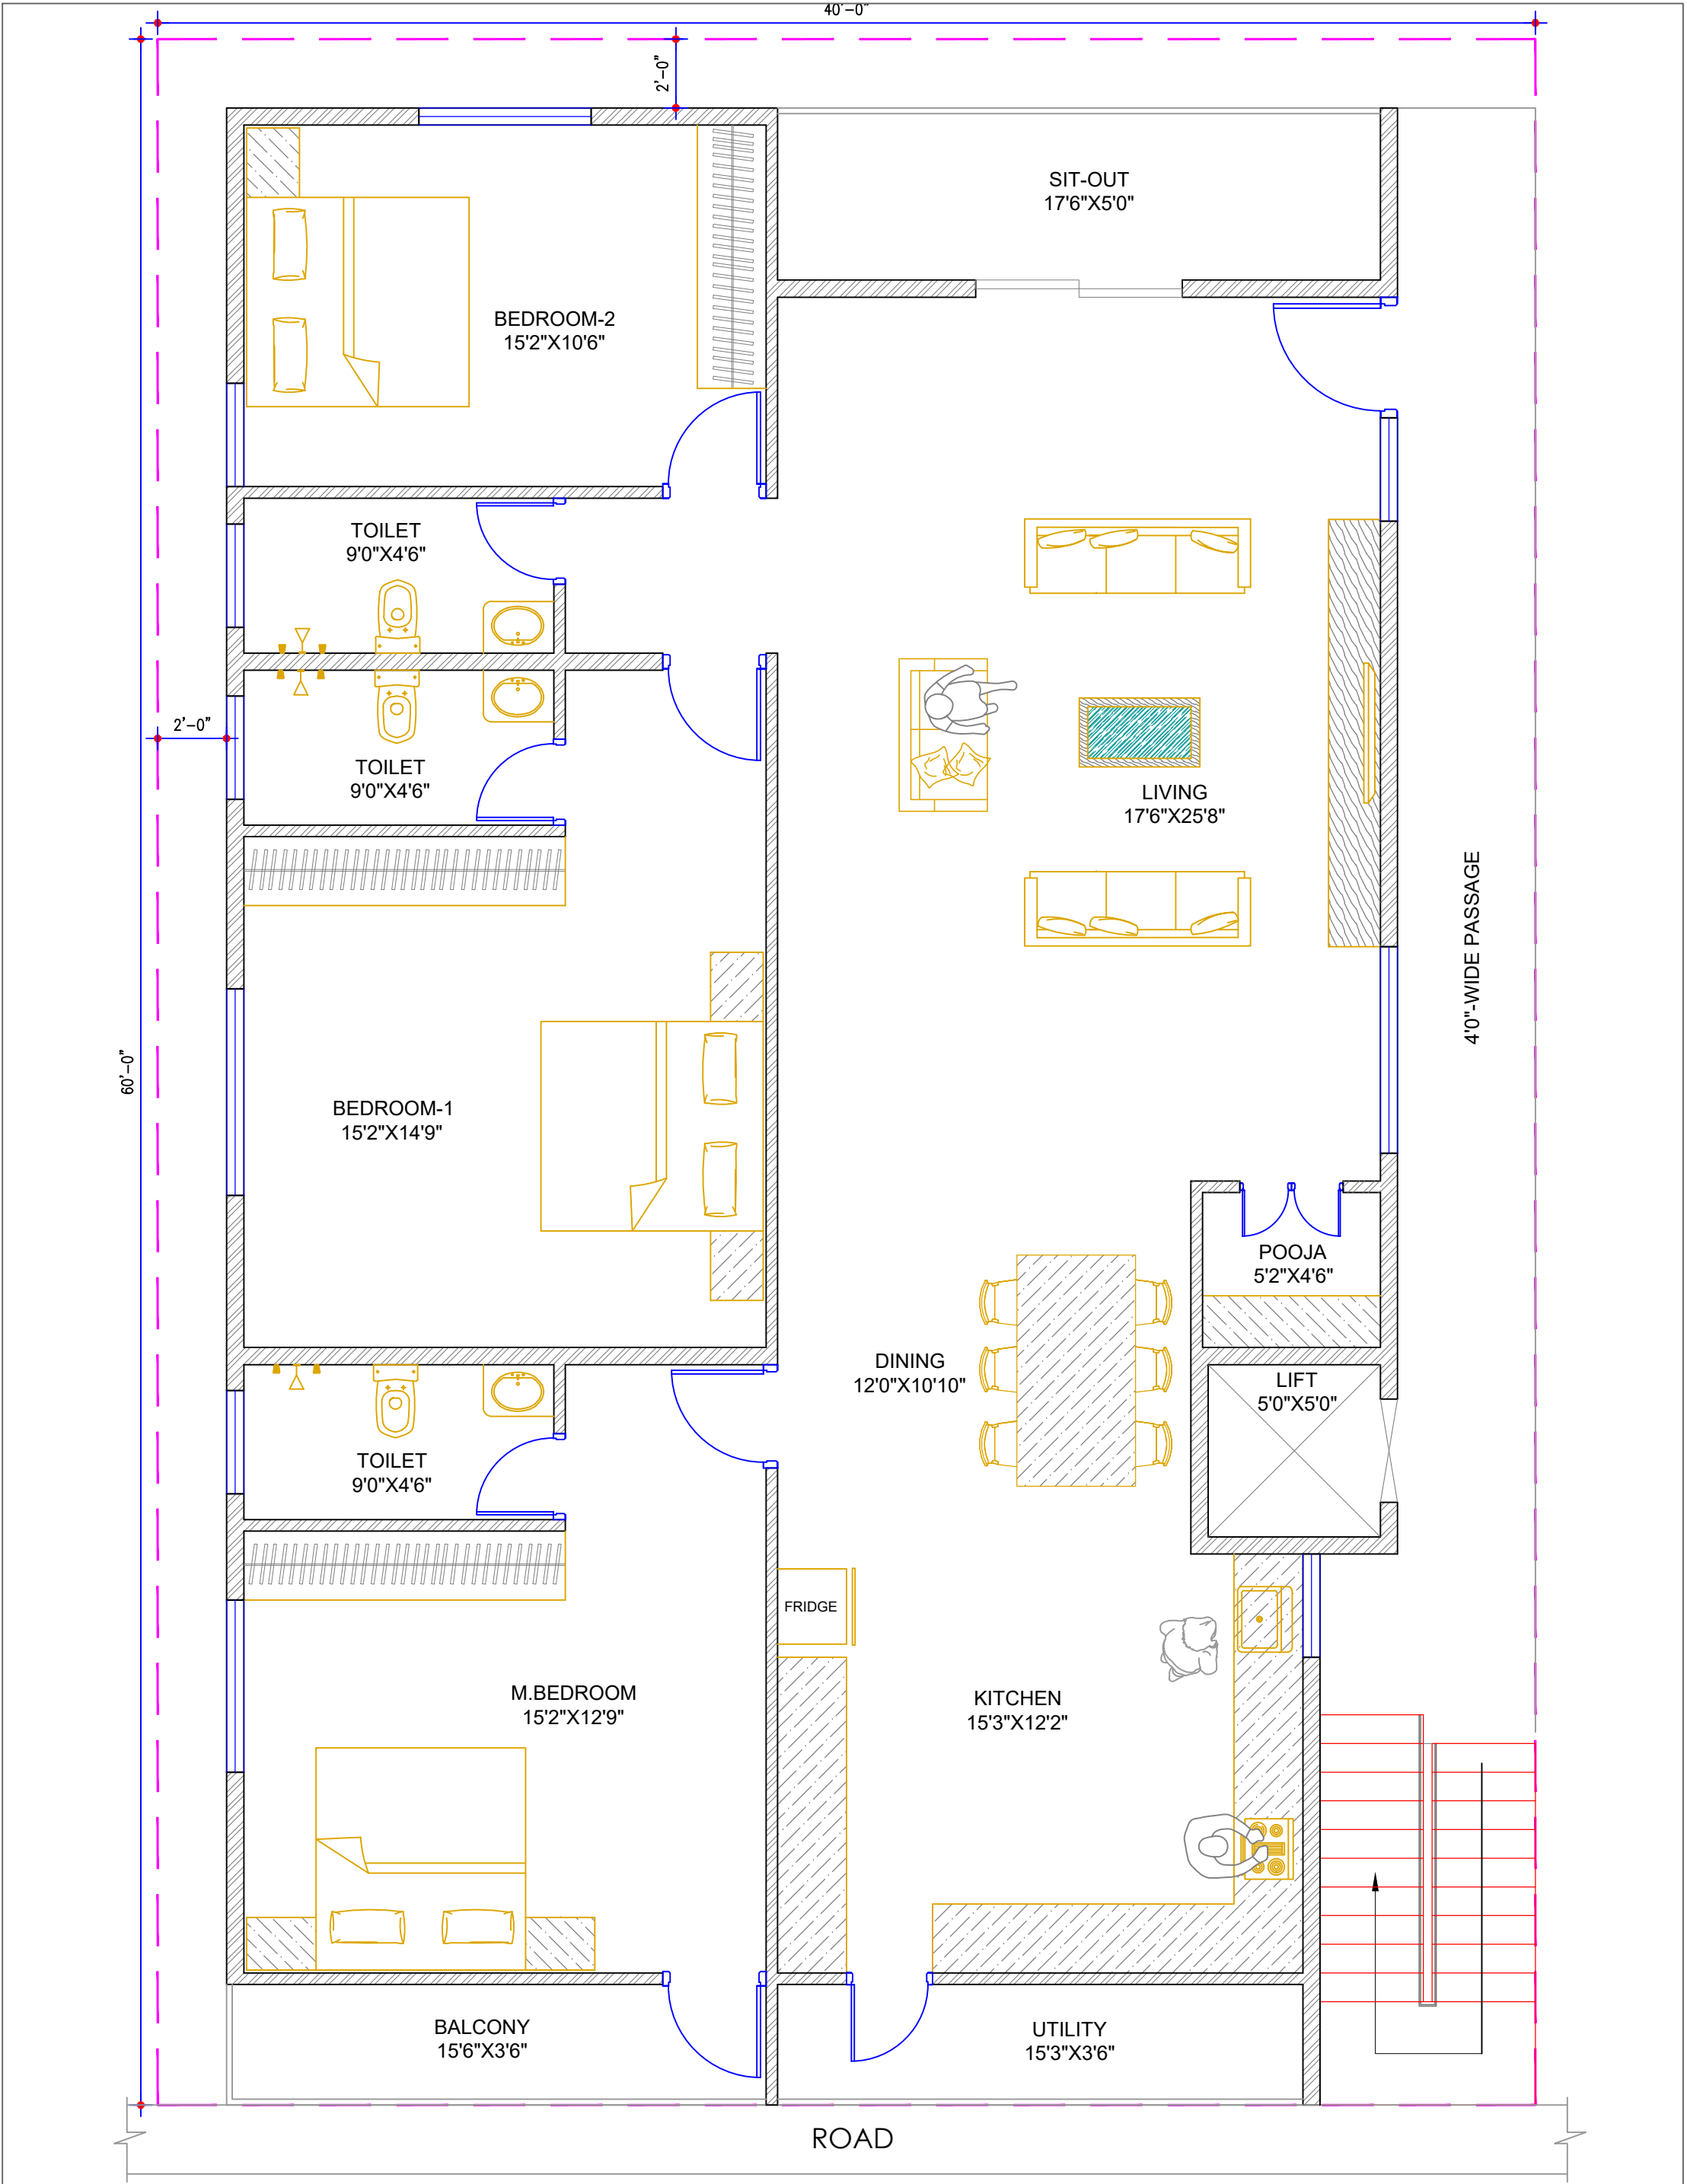 40'-0"
2'-0"
SIT-OUT
17'6"X5'0"
BEDROOM-2
15'2"X10'6"
TOILET
9'0"X4'6"
2'-0"
TOILET
9'0"X4'6"
LIVING
17'6"X25'8"
4'0"-WIDE PASSAGE
60'-0"
BEDROOM-1
15'2"X14'9"
POOJA
5'2"X4'6"
DINING
12'0"X10'10"
LIFT
5'0"X5'0"
TOILET
9'0"X4'6"
FRIDGE
M.BEDROOM
15'2"X12'9"
KITCHEN
15'3"X12'2"
BALCONY
15'6"X3'6"
UTILITY
15'3"X3'6"
ROAD